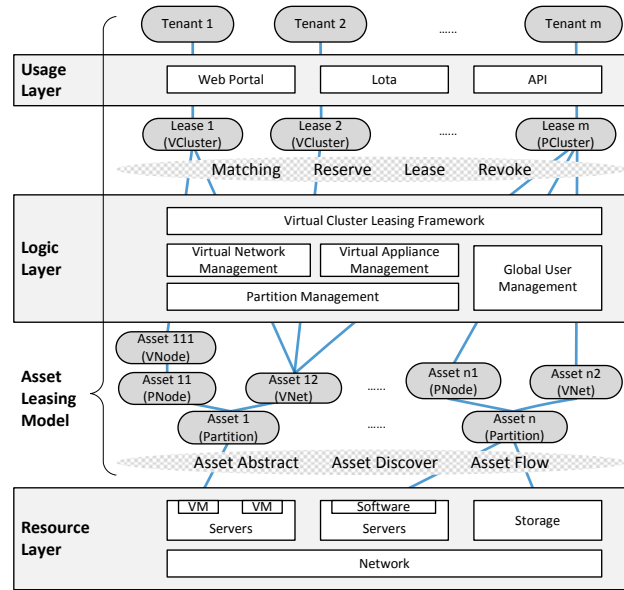 Tenant 1
Tenant 2
......
Tenant m
Usage
Layer
Web Portal
Lota
API
Lease 1
(VCluster)
Lease 2
(VCluster)
......
Lease m
(PCluster)
Matching Reserve Lease Revoke
Logic
Layer
Virtual Cluster Leasing Framework
Virtual Network
Management
Virtual Appliance
Management
Global User
Management
Partition Management
Asset
Leasing
Model
Asset 111
(VNode)
Asset 11
(PNode)
Asset 12
(VNet)
......
Asset n1
(PNode)
Asset n2
(VNet)
Asset 1
(Partition)
......
Asset n
(Partition)
Asset Abstract Asset Discover Asset Flow
Resource
Layer
VM
VM
Servers
Software
Servers
Storage
Network